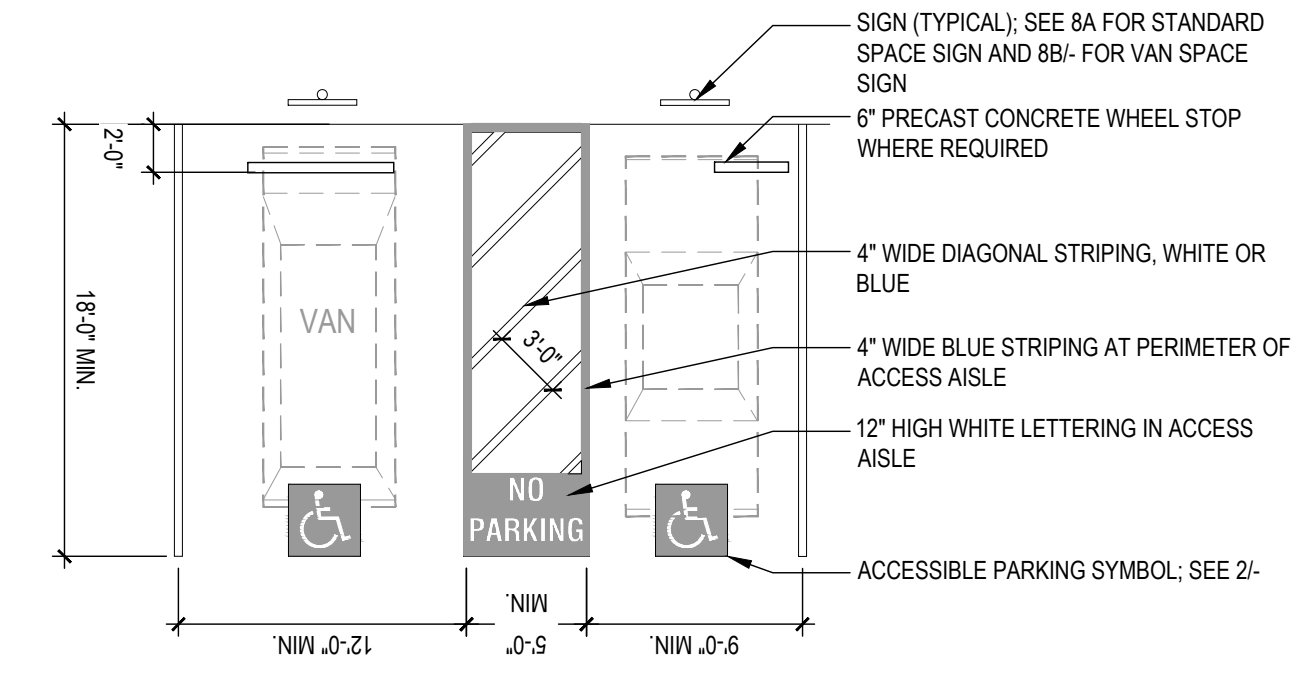 SIGN (TYPICAL); SEE 8A FOR STANDARD
SPACE SIGN AND 8B/- FOR VAN SPACE
SIGN
6" PRECAST CONCRETE WHEEL STOP
WHERE REQUIRED
2'-0"
4" WIDE DIAGONAL STRIPING, WHITE OR
BLUE
18'-0" MIN.
VAN
3'-0"
4" WIDE BLUE STRIPING AT PERIMETER OF
ACCESS AISLE
12" HIGH WHITE LETTERING IN ACCESS
AISLE
NO
PARKING
ACCESSIBLE PARKING SYMBOL; SEE 2/-
12'-0" MIN.
5'-0"
MIN.
9'-0" MIN.